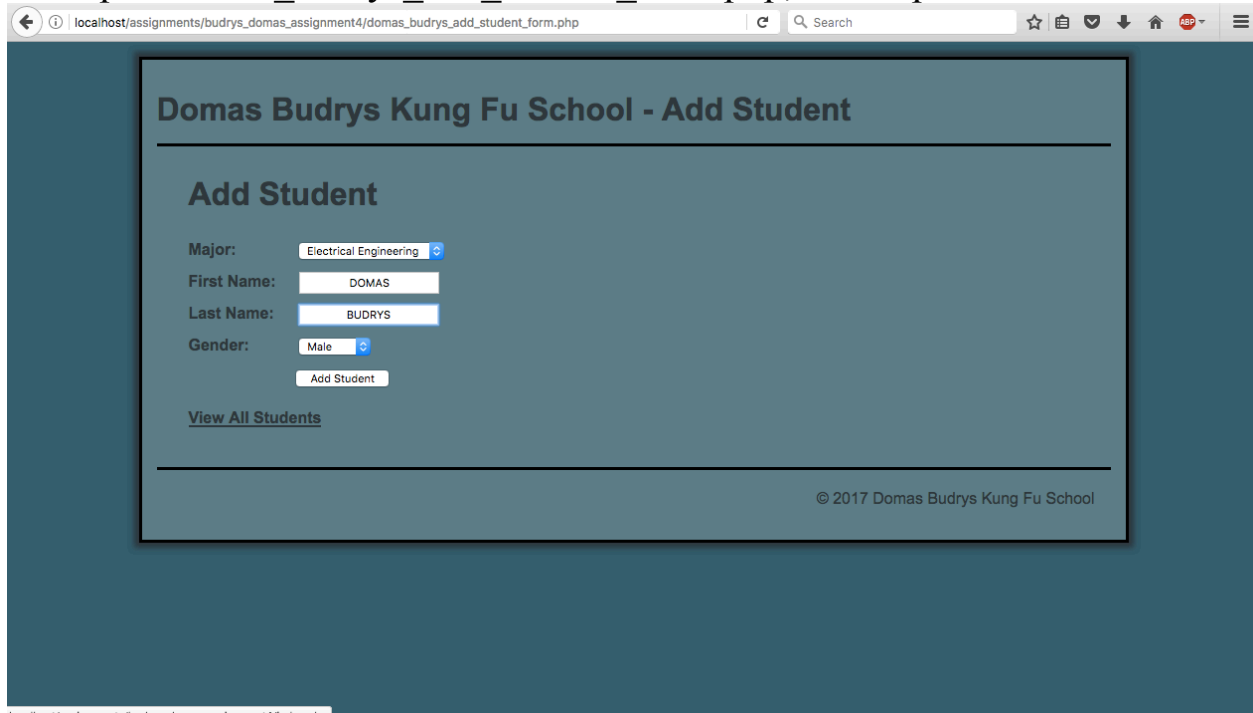 localhost/assignments/budrys_domas_assignment4/domas_budrys_add_student_form.php
Search
ABP
Domas Budrys Kung Fu School - Add Student
Add Student
Major: Electrical Engineering
First Name: DOMAS
Last Name: BUDRYS
Gender: Male
Add Student
View All Students
© 2017 Domas Budrys Kung Fu School